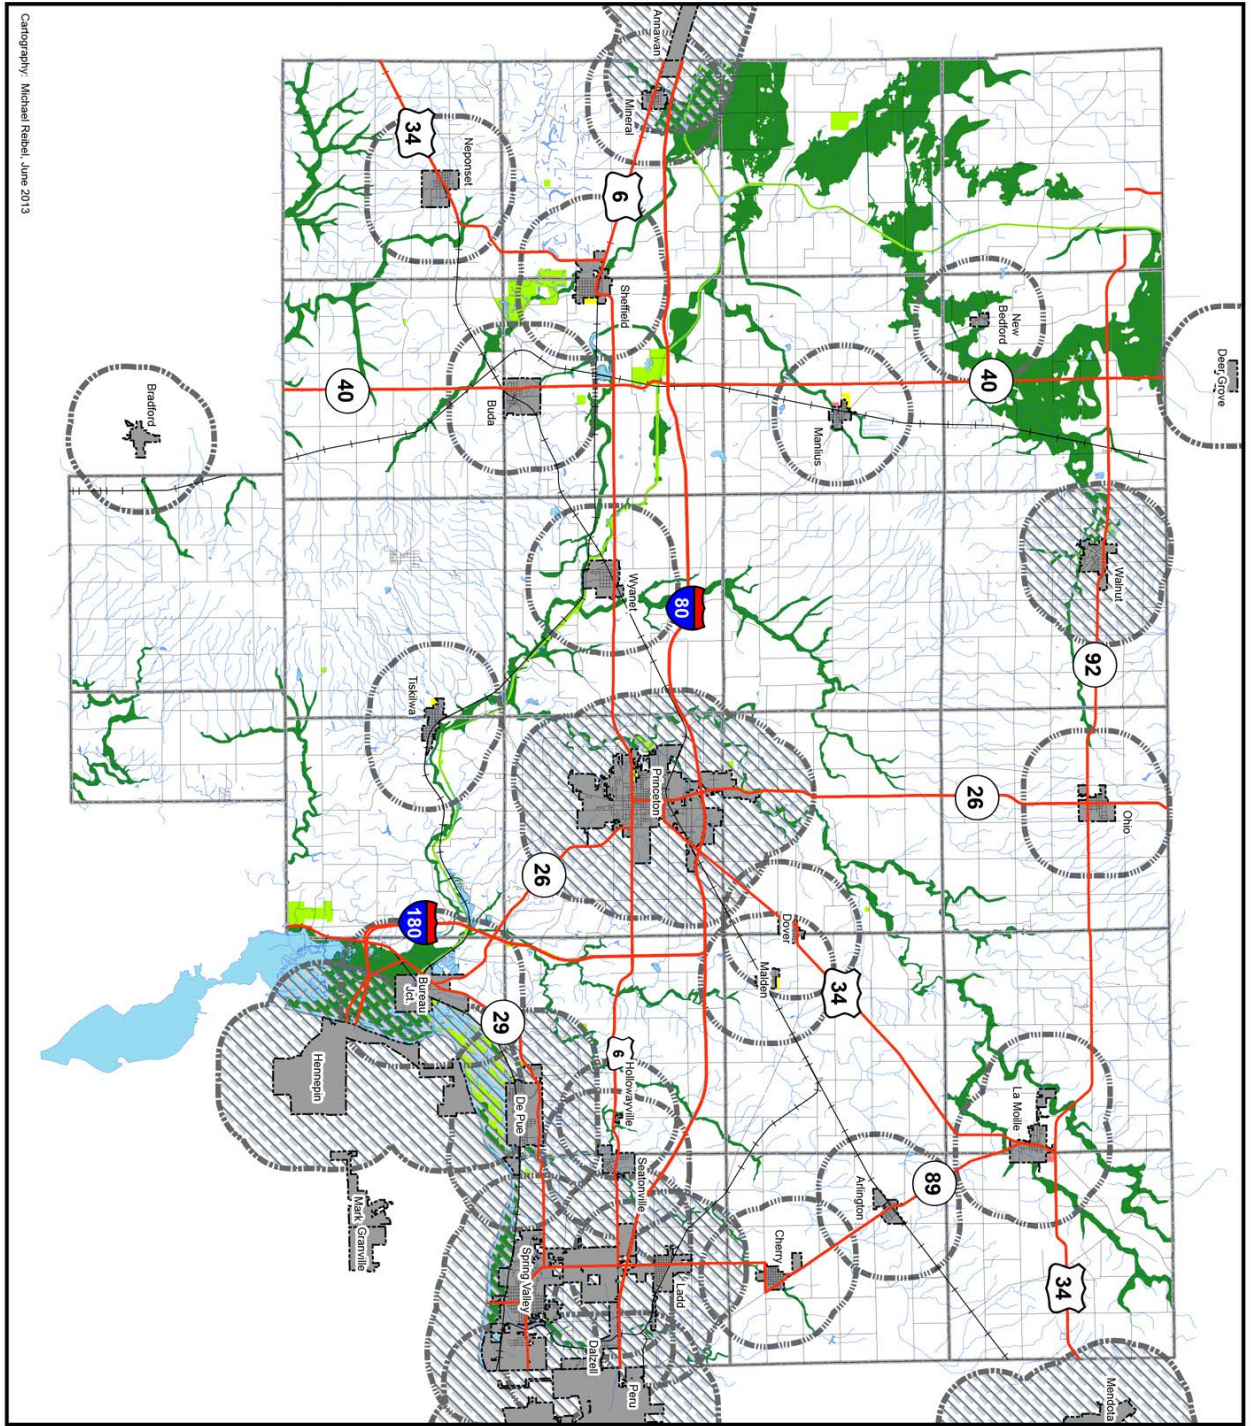 Deer Grove
New
Bedford
40
Manlius
Walnut
92
Ohio
26
Annawan
Mineral
6
Sheffield
34
Neponset
40
Buda
Bradford
Wyanet
80
Tiskilwa
Princeton
26
Dover
Malden
34
La Moille
89
Arlington
Cherry
34
Mendota
180
Bureau
Jct.
29
6
Hollowayville
De Pue
Seatonville
Hennepin
Mark
Granville
Spring Valley
Ladd
Dalzell
Peru
Cartography: Michael Reibel, June 2013